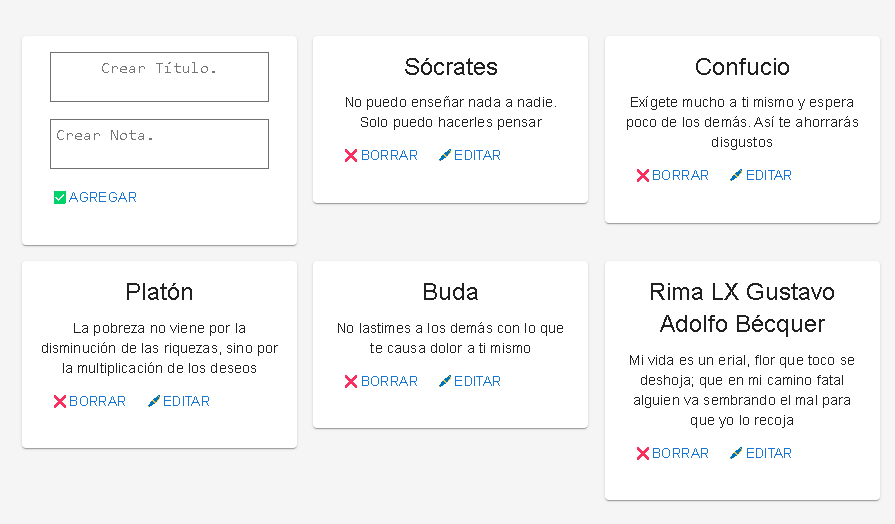 Crear Título.
Crear Nota.
✅AGREGAR
Sócrates
No puedo enseñar nada a nadie.
Solo puedo hacerles pensar
❌BORRAR 🖌EDITAR
Confucio
Exígete mucho a ti mismo y espera
poco de los demás. Así te ahorrarás
disgustos
❌BORRAR 🖌EDITAR
Platón
La pobreza no viene por la
disminución de las riquezas, sino por
la multiplicación de los deseos
❌BORRAR 🖌EDITAR
Buda
No lastimes a los demás con lo que
te causa dolor a ti mismo
❌BORRAR 🖌EDITAR
Rima LX Gustavo
Adolfo Bécquer
Mi vida es un erial, flor que toco se
deshoja; que en mi camino fatal
alguien va sembrando el mal para
que yo lo recoja
❌BORRAR 🖌EDITAR